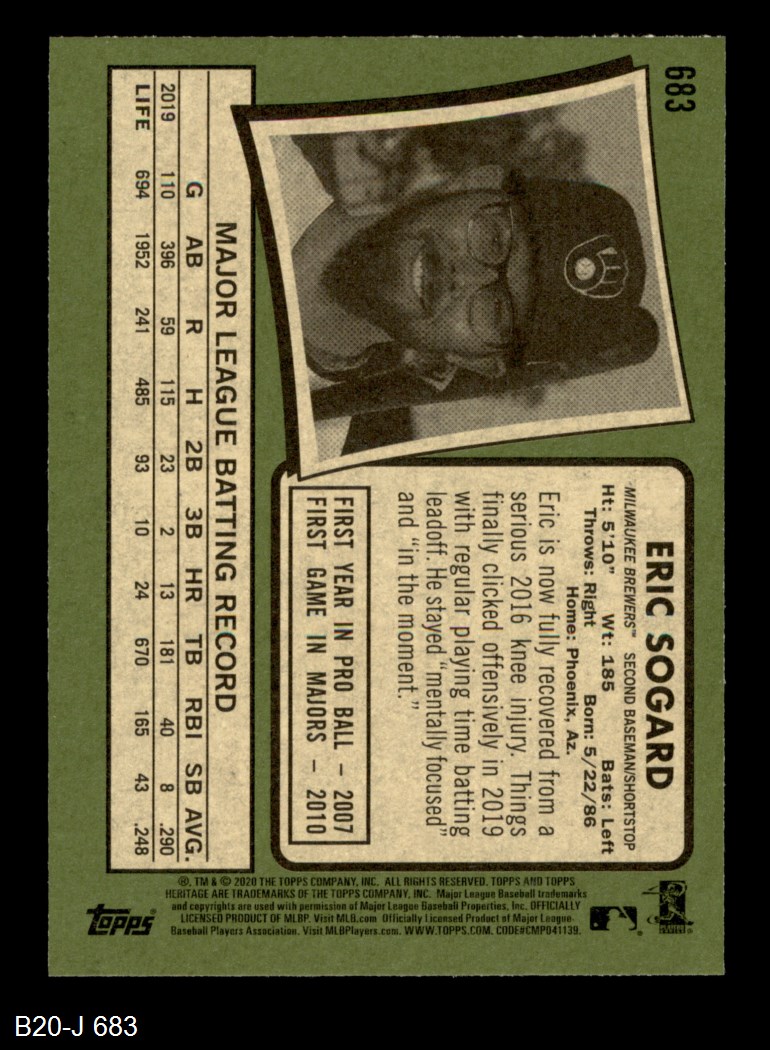 683
ERIC SOGARD
MILWAUKEE BREWERS™ SECOND BASEMAN/SHORTSTOP
Ht: 5'10" Wt: 185 Bats: Left
Throws: Right Born: 5/22/86
Home: Phoenix, Az.
Eric is now fully recovered from a
serious 2016 knee injury. Things
finally clicked offensively in 2019
with regular playing time batting
leadoff. He stayed "mentally focused"
and "in the moment."
FIRST YEAR IN PRO BALL – 2007
FIRST GAME IN MAJORS – 2010
MAJOR LEAGUE BATTING RECORD
G AB R H 2B 3B HR TB RBI SB AVG.
2019 110 396 59 115 23 2 13 181 40 8 .290
LIFE 694 1952 241 485 93 10 24 670 165 43 .248
®, TM & © 2020 THE TOPPS COMPANY, INC. ALL RIGHTS RESERVED. TOPPS AND TOPPS
HERITAGE ARE TRADEMARKS OF THE TOPPS COMPANY, INC. Major League Baseball trademarks
and copyrights are used with permission of Major League Baseball Properties, Inc. OFFICIALLY
LICENSED PRODUCT OF MLBP. Visit MLB.com Officially Licensed Product of Major League
Baseball Players Association. Visit MLBPlayers.com. WWW.TOPPS.COM. CODE#CMPD41139.
topps
B20-J 683